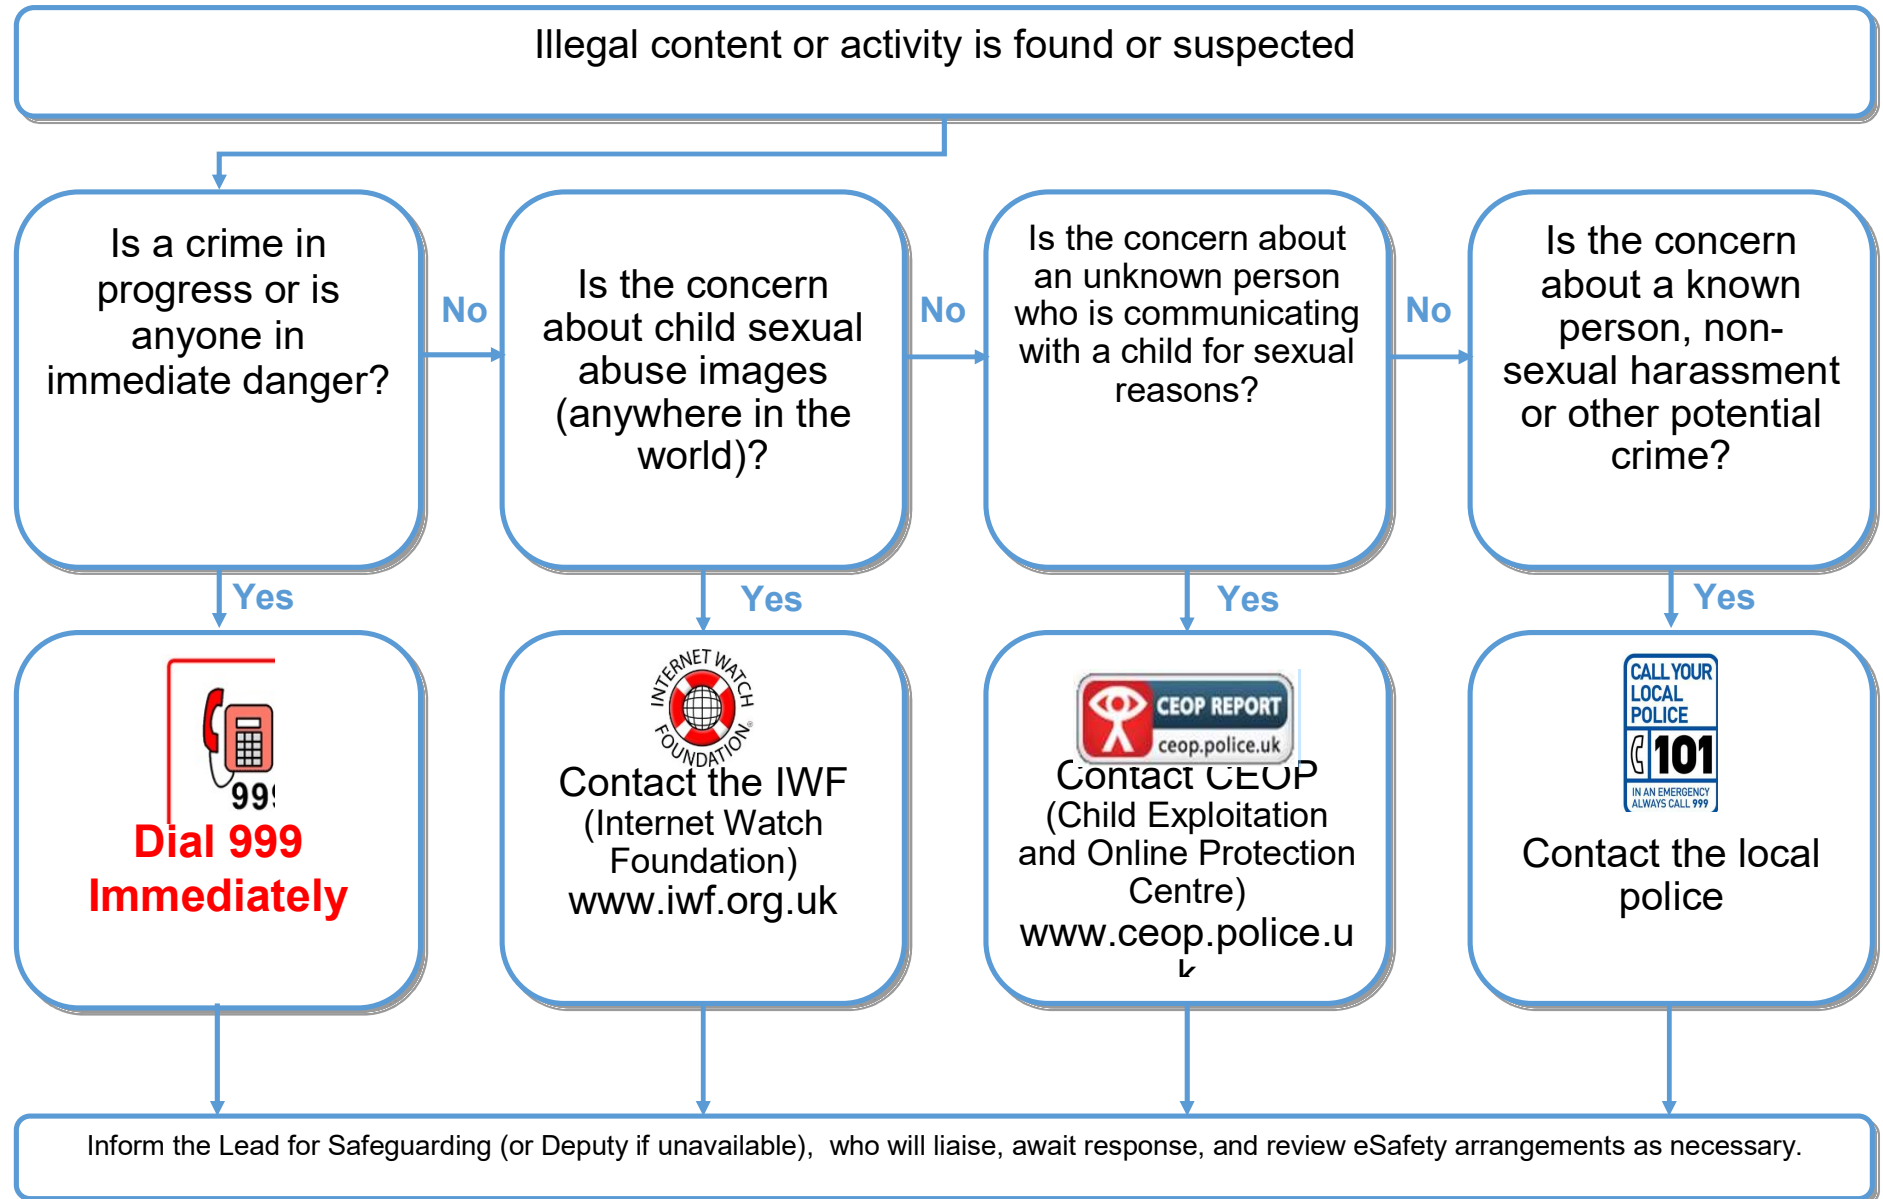 Illegal content or activity is found or suspected
Is a crime in
progress or is
anyone in
immediate danger?
No
Is the concern
about child sexual
abuse images
(anywhere in the
world)?
No
Is the concern about
an unknown person
who is communicating
with a child for sexual
reasons?
No
Is the concern
about a known
person, non-
sexual harassment
or other potential
crime?
Yes
Yes
Yes
Yes
999
Dial 999
Immediately
INTERNET WATCH
FOUNDATION
Contact the IWF
(Internet Watch
Foundation)
www.iwf.org.uk
CEOP REPORT
ceop.police.uk
Contact CEOP
(Child Exploitation
and Online Protection
Centre)
www.ceop.police.u
k
CALL YOUR
LOCAL
POLICE
101
IN AN EMERGENCY
ALWAYS CALL 999
Contact the local
police
Inform the Lead for Safeguarding (or Deputy if unavailable),  who will liaise, await response, and review eSafety arrangements as necessary.